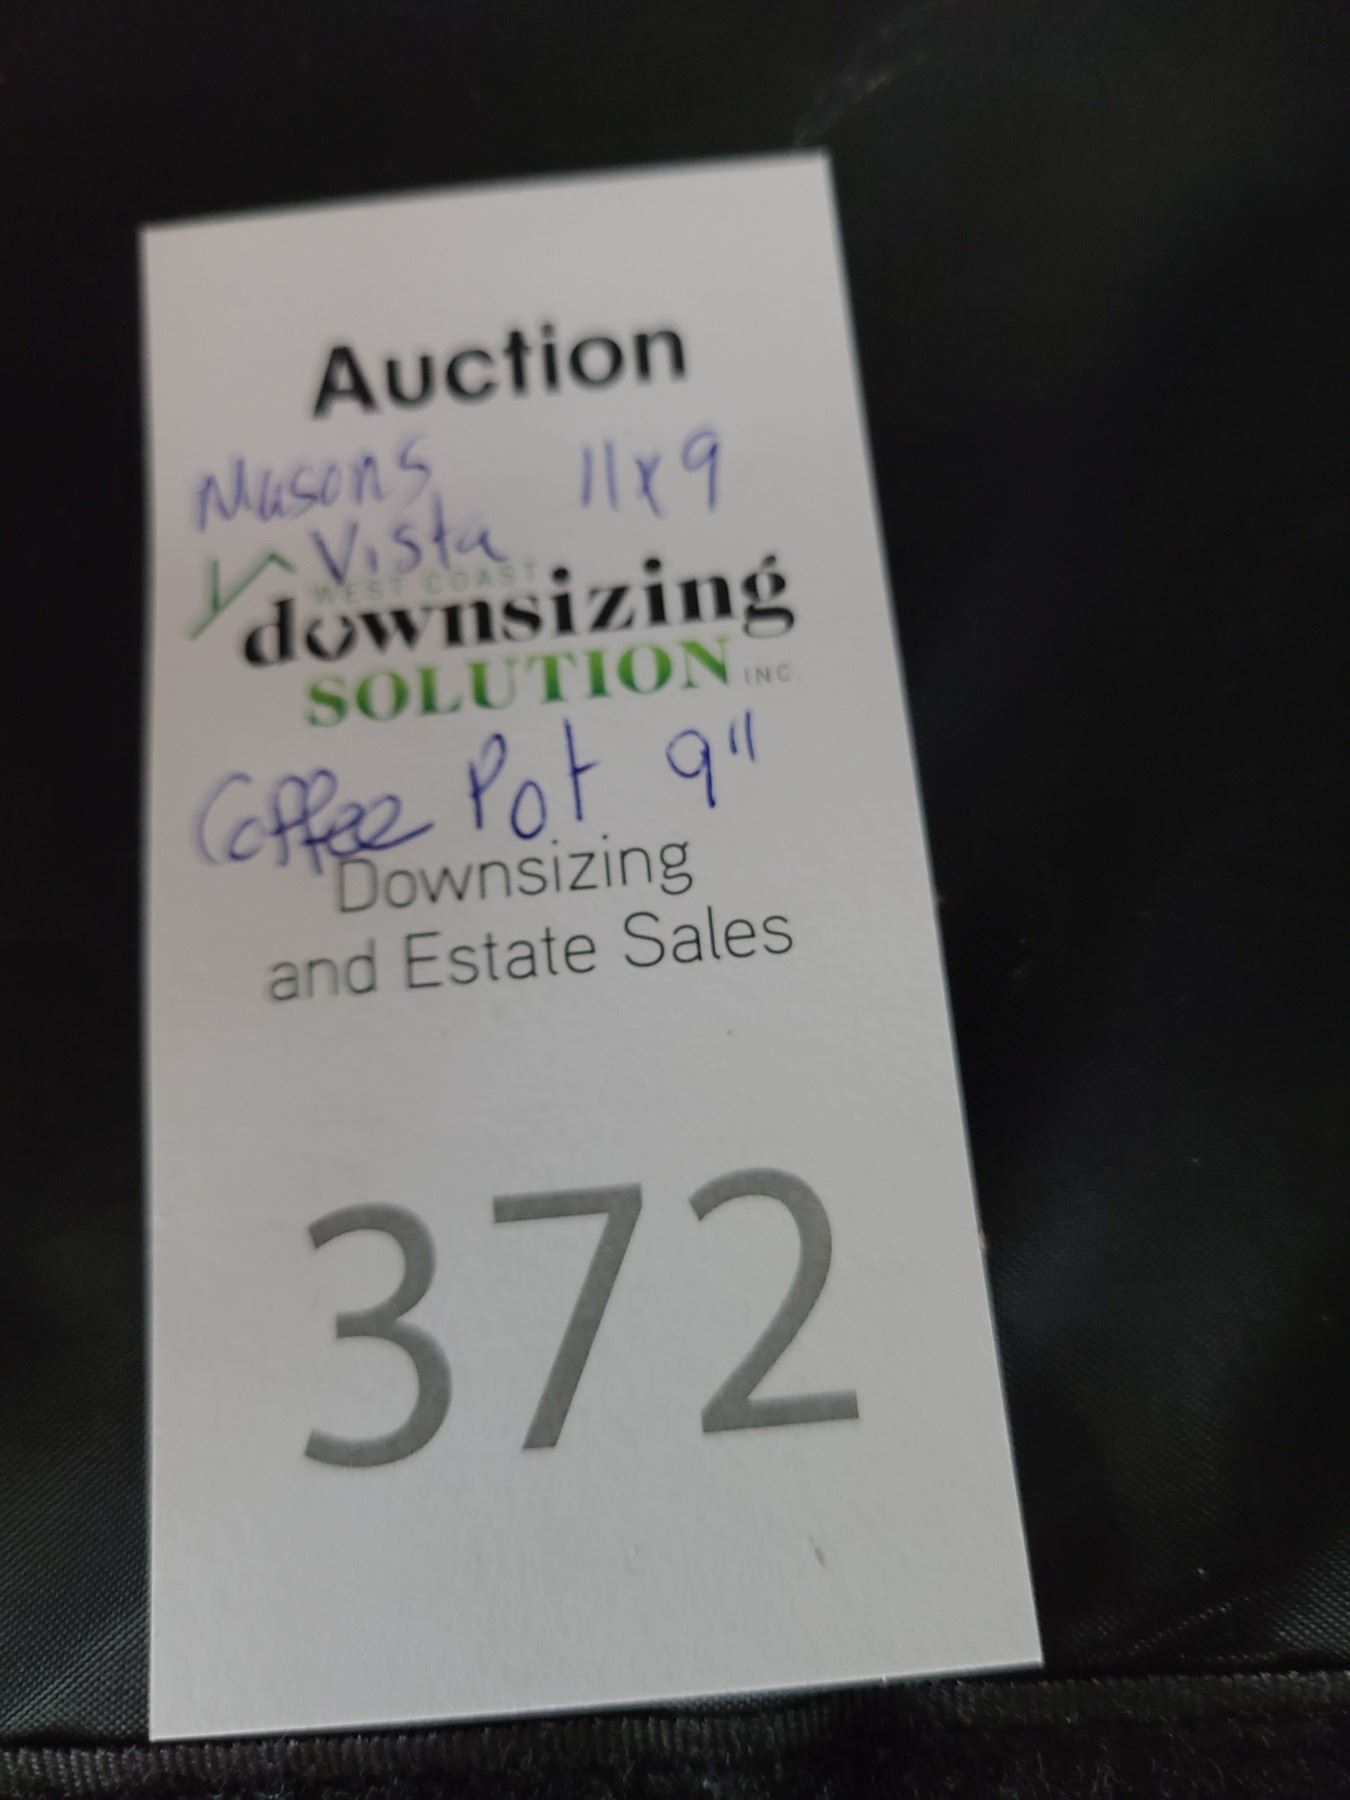 Auction
Masons 11x9
Vista
WEST COAST
downsizing
SOLUTION INC.
Coffee Pot 9"
Downsizing
and Estate Sales
372